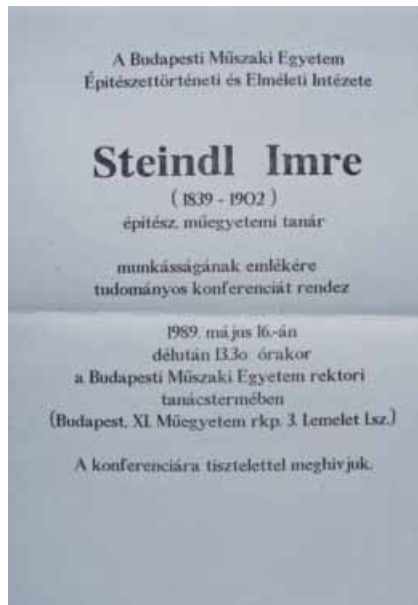 A Budapesti Műszaki Egyetem
Építészettörténeti és Elméleti Intézete
Steindl Imre
( 1839 - 1902 )
építész, műegyetemi tanár
munkásságának emlékére
tudományos konferenciát rendez
1989. május 16.-án
délután 13.3o órakor
a Budapesti Műszaki Egyetem rektori
tanácstermében
(Budapest, XI. Műegyetem rkp. 3. I.emelet I.sz.)
A konferenciára tisztelettel meghívjuk.